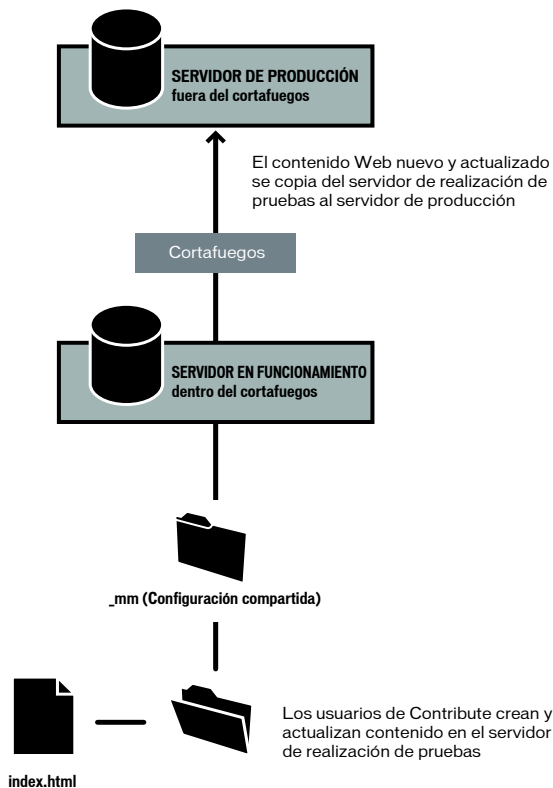 SERVIDOR DE PRODUCCIÓN
fuera del cortafuegos
El contenido Web nuevo y actualizado
se copia del servidor de realización de
pruebas al servidor de producción
Cortafuegos
SERVIDOR EN FUNCIONAMIENTO
dentro del cortafuegos
_mm (Configuración compartida)
Los usuarios de Contribute crean y
actualizan contenido en el servidor
de realización de pruebas
index.html